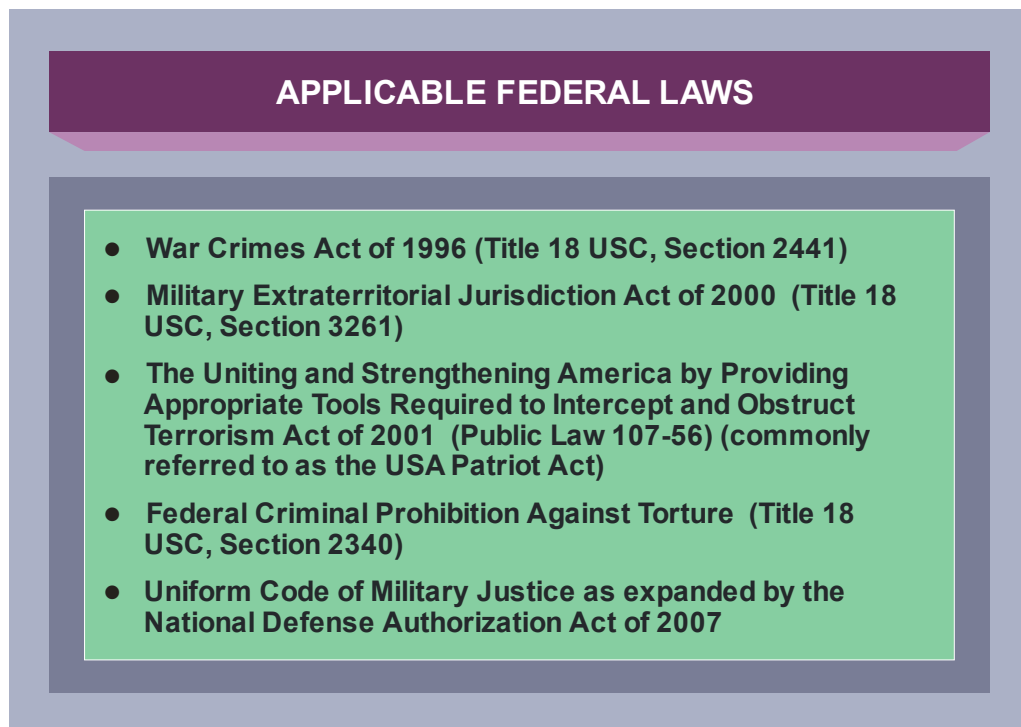 APPLICABLE FEDERAL LAWS
● War Crimes Act of 1996 (Title 18 USC, Section 2441)
● Military Extraterritorial Jurisdiction Act of 2000 (Title 18
USC, Section 3261)
● The Uniting and Strengthening America by Providing
Appropriate Tools Required to Intercept and Obstruct
Terrorism Act of 2001 (Public Law 107-56) (commonly
referred to as the USA Patriot Act)
● Federal Criminal Prohibition Against Torture (Title 18
USC, Section 2340)
● Uniform Code of Military Justice as expanded by the
National Defense Authorization Act of 2007